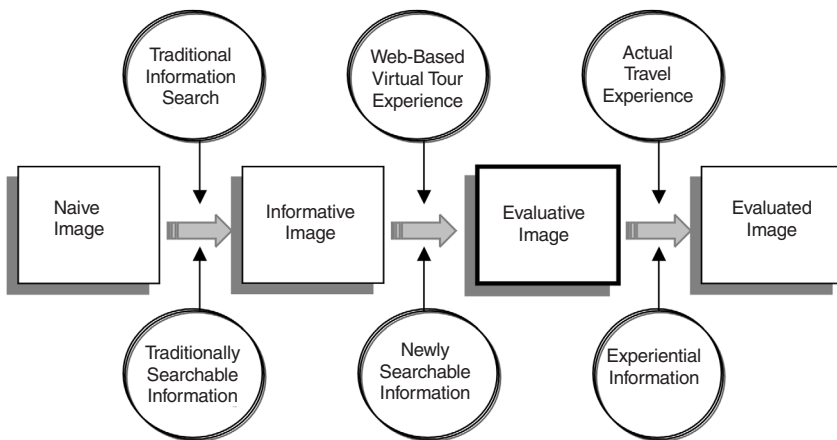 Traditional
Information
Search
Web-Based
Virtual Tour
Experience
Actual
Travel
Experience
Naive
Image
Informative
Image
Evaluative
Image
Evaluated
Image
Traditionally
Searchable
Information
Newly
Searchable
Information
Experiential
Information